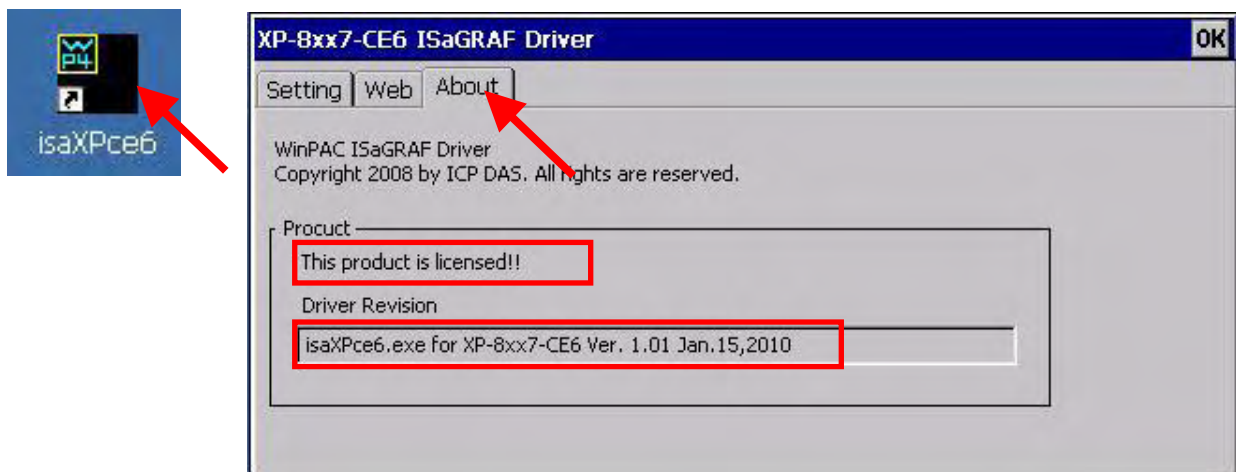 P4
isaXPce6
XP-8xx7-CE6 ISaGRAF Driver
OK
Setting
Web
About
WinPAC ISaGRAF Driver
Copyright 2008 by ICP DAS. All rights are reserved.
Procuct
This product is licensed!!
Driver Revision
isaXPce6.exe for XP-8xx7-CE6 Ver. 1.01 Jan.15,2010